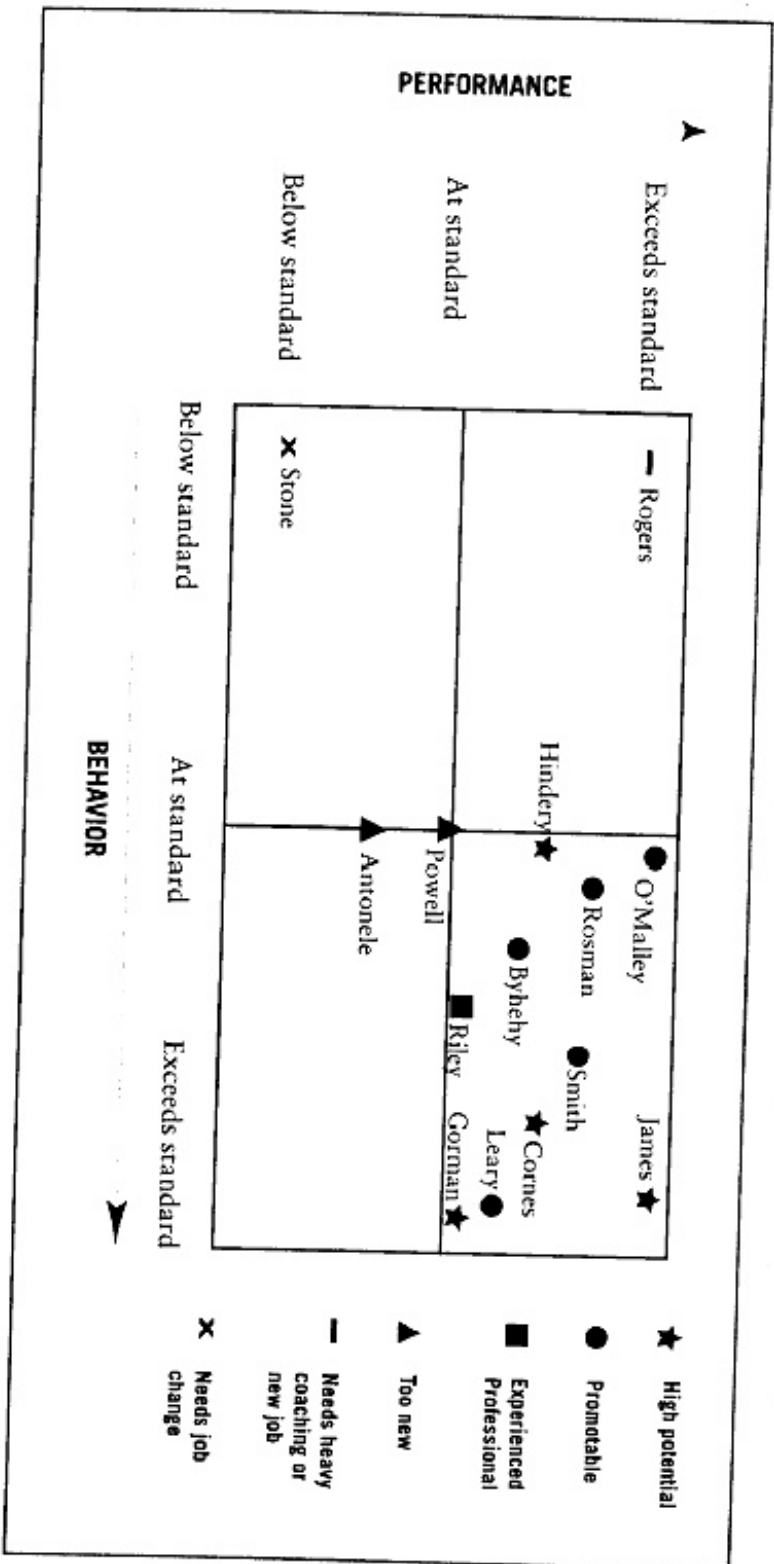 PERFORMANCE
Exceeds standard
At standard
Below standard
Rogers
O'Malley
James
Rosman
Smith
Hindery
Byhehy
Cornes
Leary
Riley
Gorman
Powell
Antonele
Stone
Below standard
At standard
Exceeds standard
BEHAVIOR
High potential
Promotable
Experienced
Professional
Too new
Needs heavy
coaching or
new job
Needs job
change